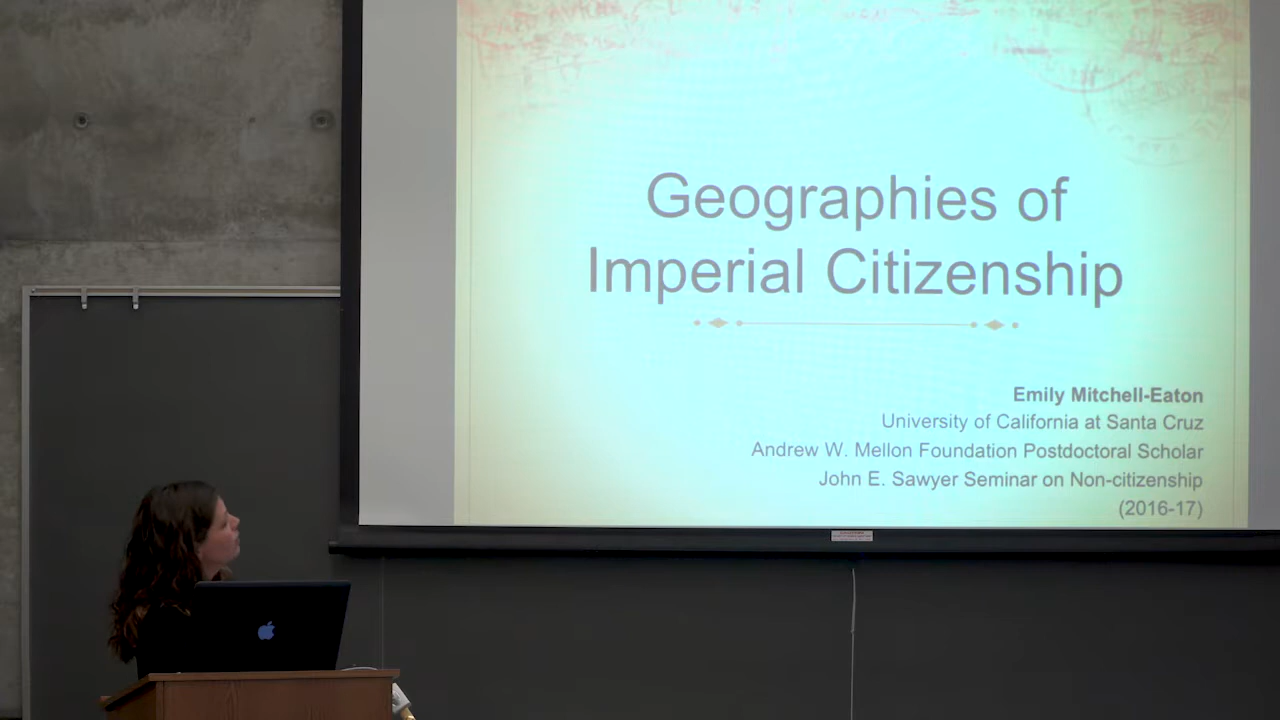 Geographies of
Imperial Citizenship
Emily Mitchell-Eaton
University of California at Santa Cruz
Andrew W. Mellon Foundation Postdoctoral Scholar
John E. Sawyer Seminar on Non-citizenship
(2016-17)